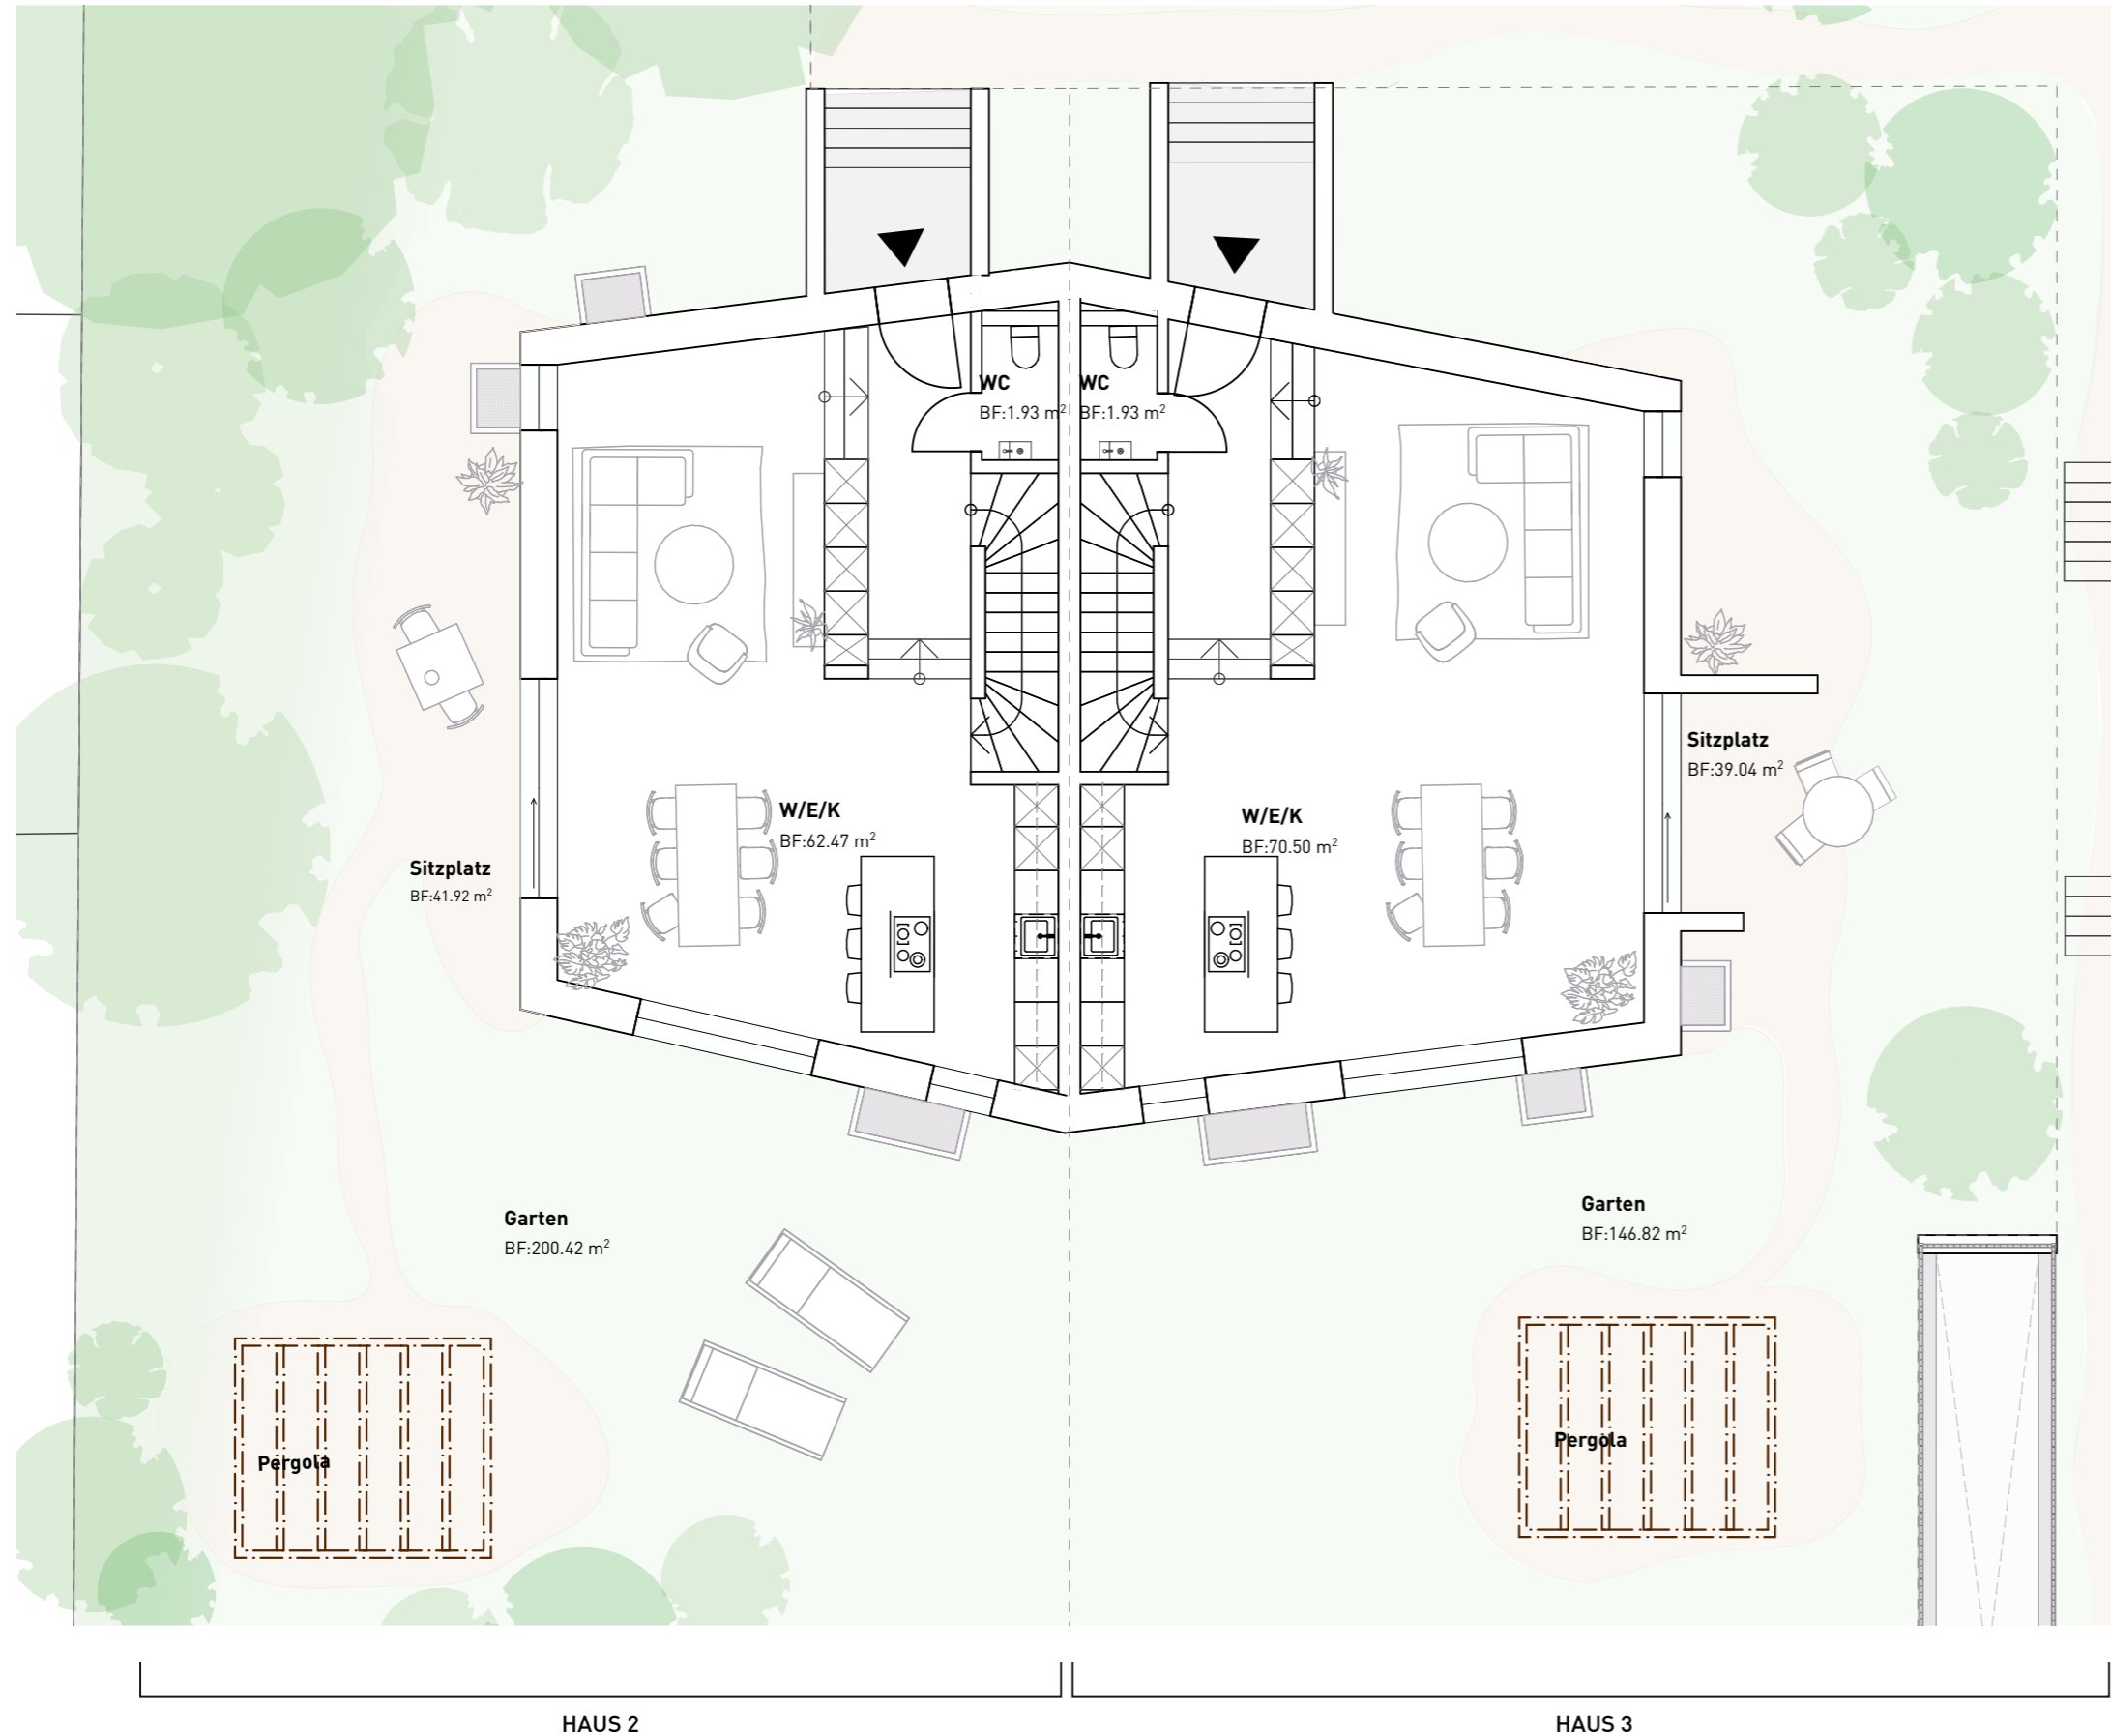 WC
BF:1.93 m²
WC
BF:1.93 m²
Sitzplatz
BF:39.04 m²
W/E/K
BF:62.47 m²
W/E/K
BF:70.50 m²
Sitzplatz
BF:41.92 m²
Garten
BF:200.42 m²
Garten
BF:146.82 m²
Pergola
Pergola
HAUS 2
HAUS 3